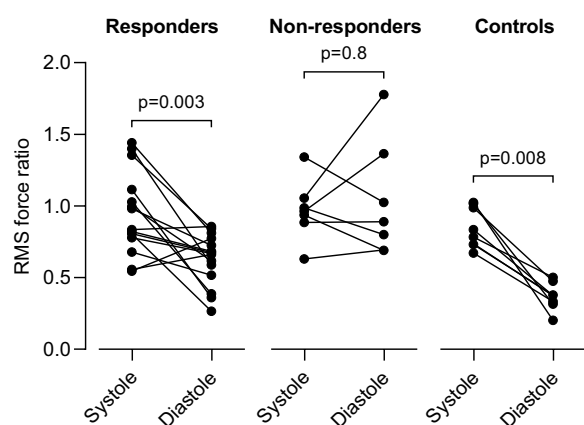 Responders Non-responders Controls
p=0.8
2.0
p=0.003
1.5
p=0.008
1.0
RMS force ratio
0.5
0.0
Systole Diastole Systole Diastole Systole Diastole